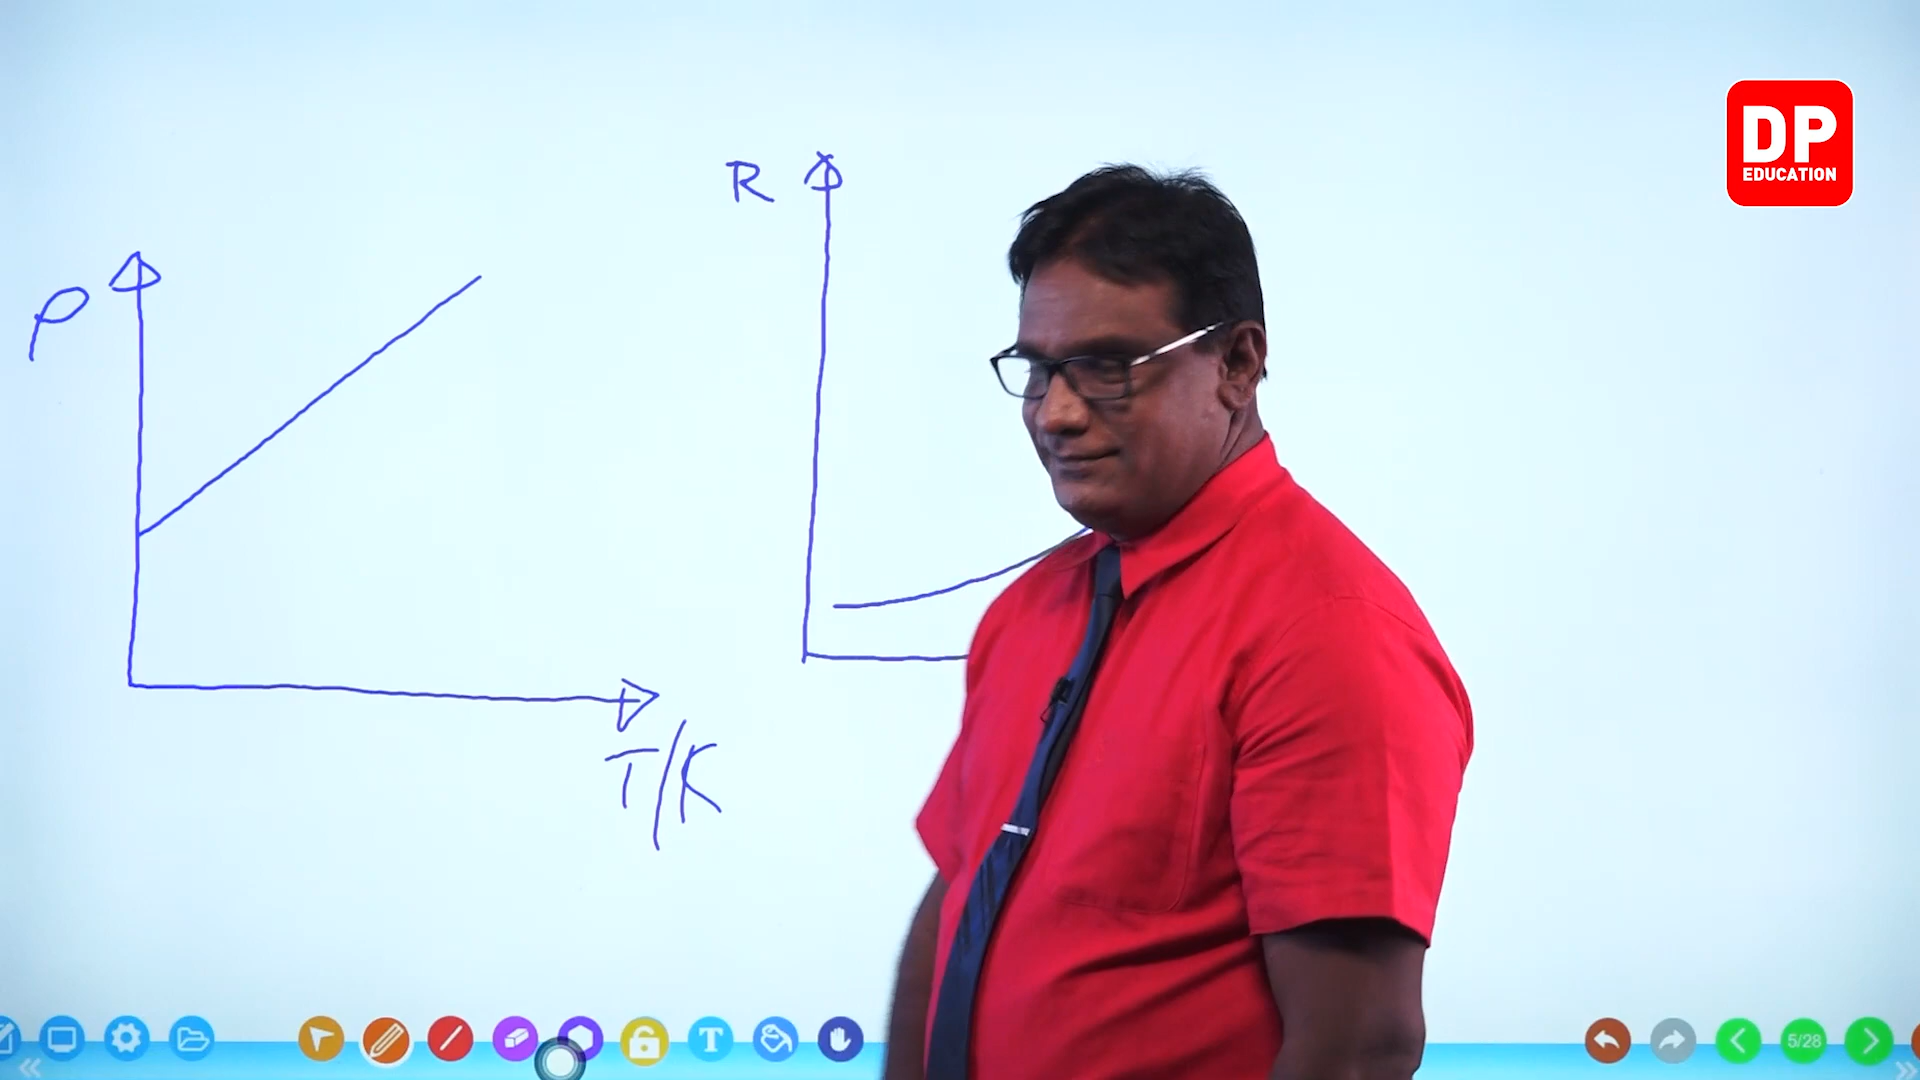 DP
EDUCATION
R
ρ
T/K
5/28
T